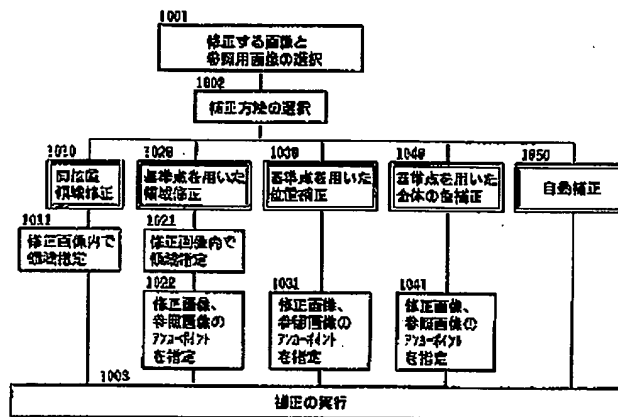 1001
修正する画像と
参照用画像の選択
1002
補正方法の選択
1010
同位置
領域修正
1020
基準点を用いた
領域修正
1030
基準点を用いた
位置補正
1040
基準点を用いた
全体の歪補正
1050
自動補正
1011
修正画像内で
領域指定
1021
修正画像内で
領域指定
1022
修正画像、
参照画像の
アンカーポイント
を指定
1031
修正画像、
参照画像の
アンカーポイント
を指定
1041
修正画像、
参照画像の
アンカーポイント
を指定
1003
補正の実行